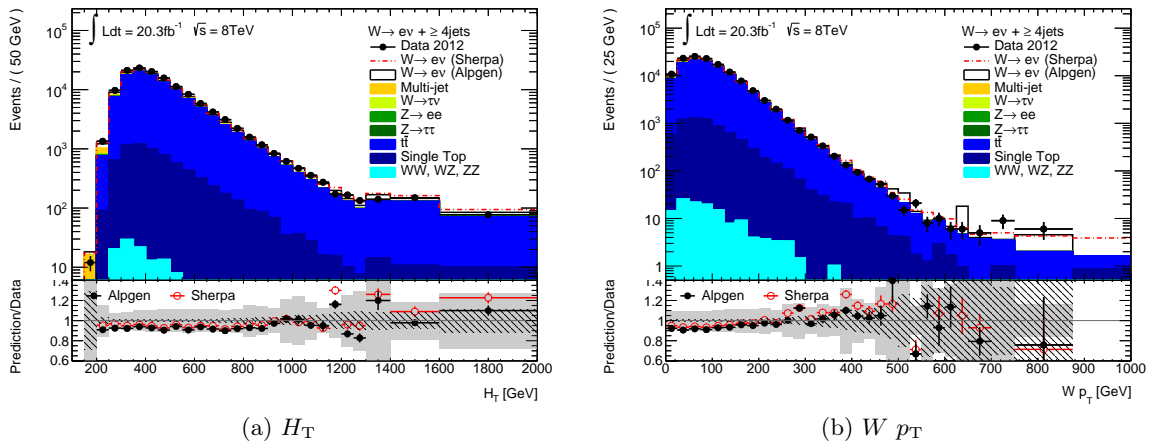 ∫ Ldt = 20.3fb⁻¹ √s = 8TeV
W→ eν + ≥ 4jets
Data 2012
W→ eν (Sherpa)
W→ eν (Alpgen)
Multi-jet
W→τν
Z→ ee
Z→ττ
tt̄
Single Top
WW, WZ, ZZ
Events / ( 50 GeV)
10⁵
10⁴
10³
10²
10
Alpgen Sherpa
Prediction/Data
1.4
1.2
1
0.8
0.6
200 400 600 800 1000 1200 1400 1600 1800 2000
H_T [GeV]
(a) H_T
∫ Ldt = 20.3fb⁻¹ √s = 8TeV
W→ eν + ≥ 4jets
Data 2012
W→ eν (Sherpa)
W→ eν (Alpgen)
Multi-jet
W→τν
Z→ ee
Z→ττ
tt̄
Single Top
WW, WZ, ZZ
Events / ( 25 GeV)
10⁵
10⁴
10³
10²
10
1
Alpgen Sherpa
Prediction/Data
1.4
1.2
1
0.8
0.6
0 100 200 300 400 500 600 700 800 900 1000
W p_T [GeV]
(b) W p_T